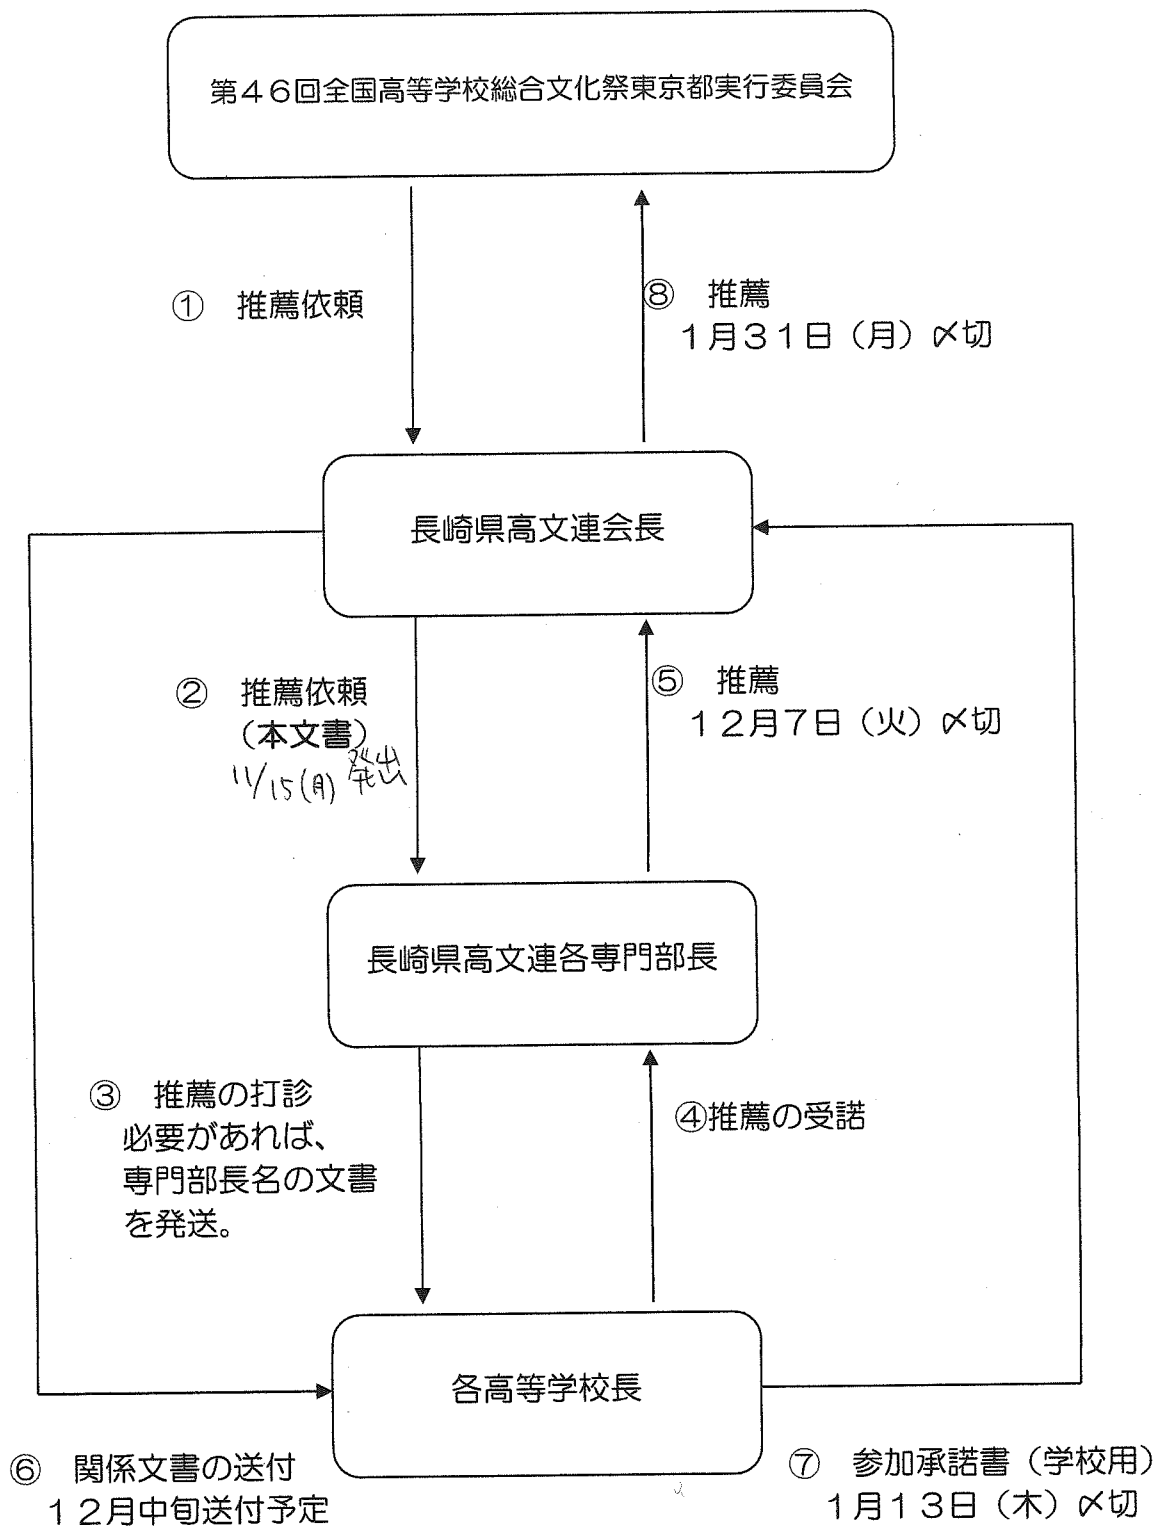 第46回全国高等学校総合文化祭東京都実行委員会
①　推薦依頼
⑧　推薦
1月31日（月）〆切
長崎県高文連会長
②　推薦依頼
（本文書）
11/15(月) 発出
⑤　推薦
12月7日（火）〆切
長崎県高文連各専門部長
③　推薦の打診
必要があれば、
専門部長名の文書
を発送。
④推薦の受諾
各高等学校長
⑥　関係文書の送付
12月中旬送付予定
⑦　参加承諾書（学校用）
1月13日（木）〆切